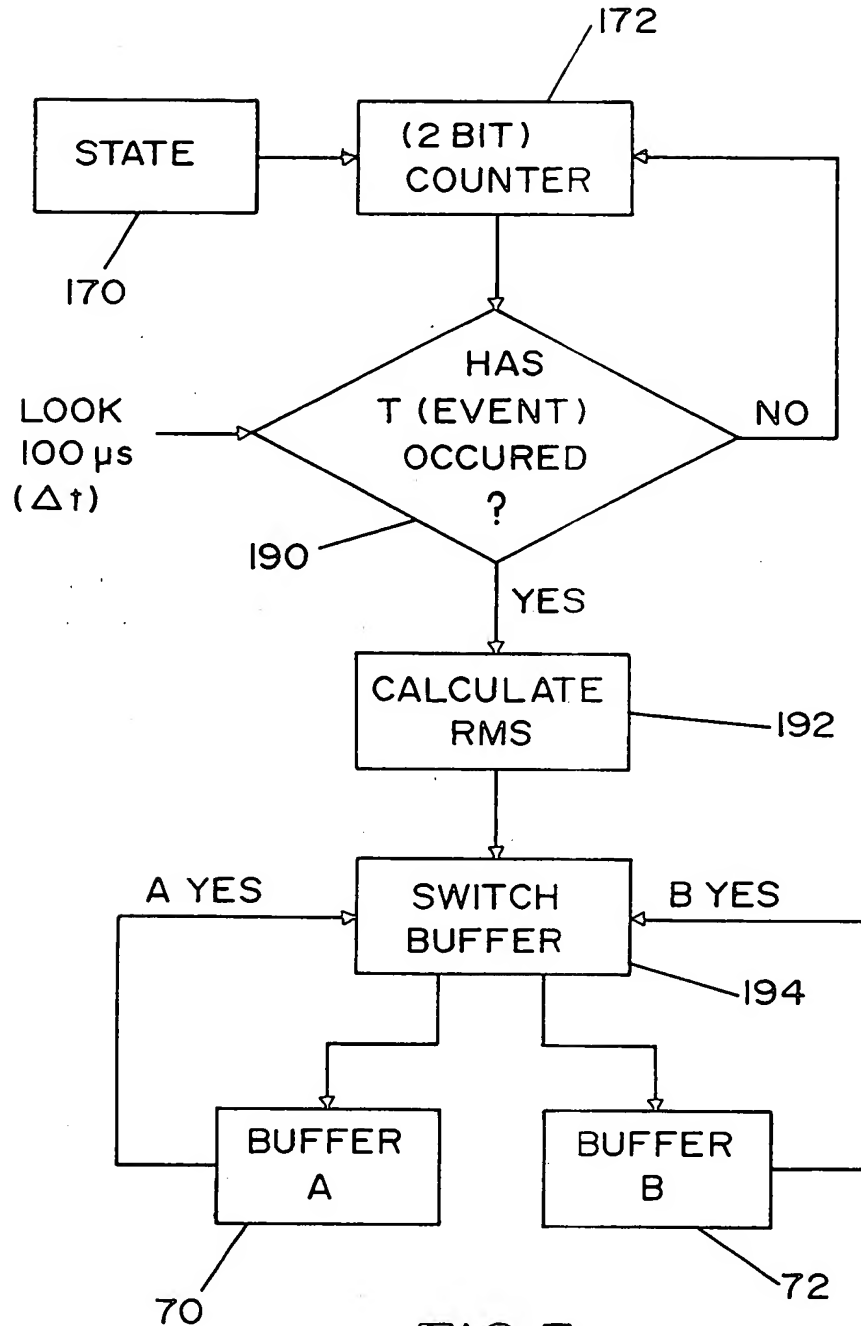 172
STATE
(2 BIT)
COUNTER
170
HAS
T (EVENT)
OCCURED
?
NO
LOOK
100 µs
(Δt)
190
YES
CALCULATE
RMS
192
A YES
SWITCH
BUFFER
B YES
194
BUFFER
A
BUFFER
B
70
72